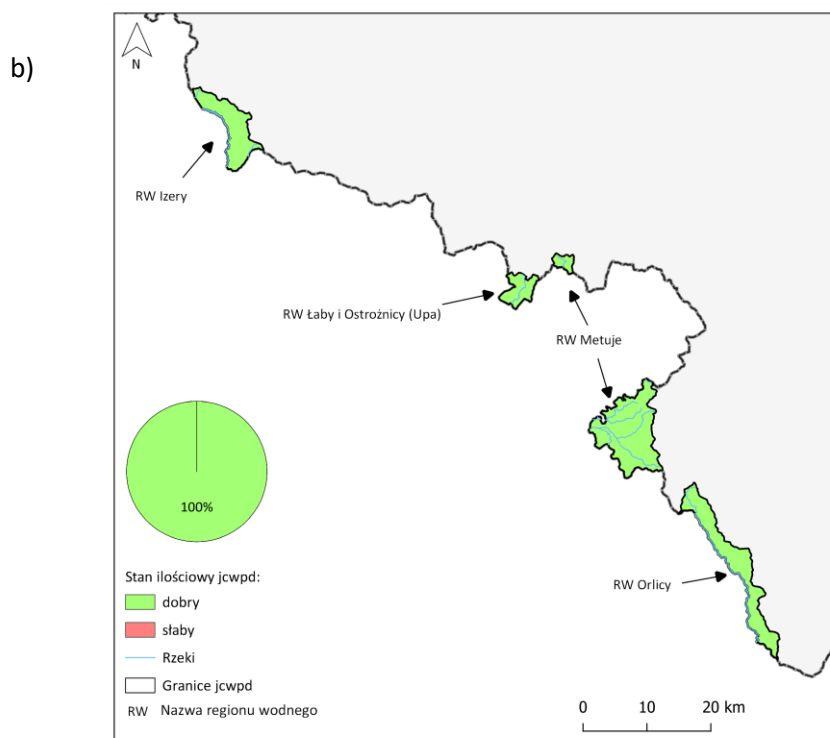 b)
N
RW Izery
RW Łaby i Ostrożnicy (Upa)
RW Metuje
100%
Stan ilościowy jcwpd:
dobry
słaby
Rzeki
Granice jcwpd
RW Nazwa regionu wodnego
RW Orlicy
0 10 20 km